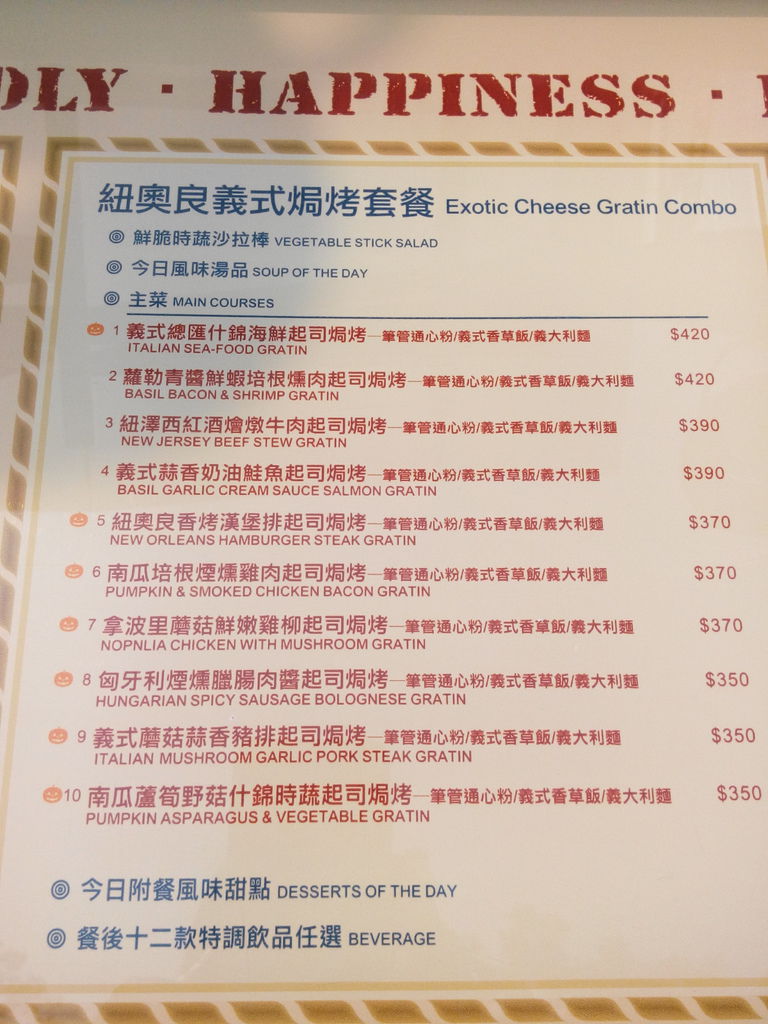 DLY · HAPPINESS ·
紐奧良義式焗烤套餐 Exotic Cheese Gratin Combo
鮮脆時蔬沙拉棒 VEGETABLE STICK SALAD
今日風味湯品 SOUP OF THE DAY
主菜 MAIN COURSES
1 義式總匯什錦海鮮起司焗烤─筆管通心粉/義式香草飯/義大利麵 $420
ITALIAN SEA-FOOD GRATIN
2 蘿勒青醬鮮蝦培根燻肉起司焗烤─筆管通心粉/義式香草飯/義大利麵 $420
BASIL BACON & SHRIMP GRATIN
3 紐澤西紅酒燴燉牛肉起司焗烤─筆管通心粉/義式香草飯/義大利麵 $390
NEW JERSEY BEEF STEW GRATIN
4 義式蒜香奶油鮭魚起司焗烤─筆管通心粉/義式香草飯/義大利麵 $390
BASIL GARLIC CREAM SAUCE SALMON GRATIN
5 紐奧良香烤漢堡排起司焗烤─筆管通心粉/義式香草飯/義大利麵 $370
NEW ORLEANS HAMBURGER STEAK GRATIN
6 南瓜培根煙燻雞肉起司焗烤─筆管通心粉/義式香草飯/義大利麵 $370
PUMPKIN & SMOKED CHICKEN BACON GRATIN
7 拿波里蘑菇鮮嫩雞柳起司焗烤─筆管通心粉/義式香草飯/義大利麵 $370
NOPNLIA CHICKEN WITH MUSHROOM GRATIN
8 匈牙利煙燻臘腸肉醬起司焗烤─筆管通心粉/義式香草飯/義大利麵 $350
HUNGARIAN SPICY SAUSAGE BOLOGNESE GRATIN
9 義式蘑菇蒜香豬排起司焗烤─筆管通心粉/義式香草飯/義大利麵 $350
ITALIAN MUSHROOM GARLIC PORK STEAK GRATIN
10 南瓜蘆筍野菇什錦時蔬起司焗烤─筆管通心粉/義式香草飯/義大利麵 $350
PUMPKIN ASPARAGUS & VEGETABLE GRATIN
今日附餐風味甜點 DESSERTS OF THE DAY
餐後十二款特調飲品任選 BEVERAGE